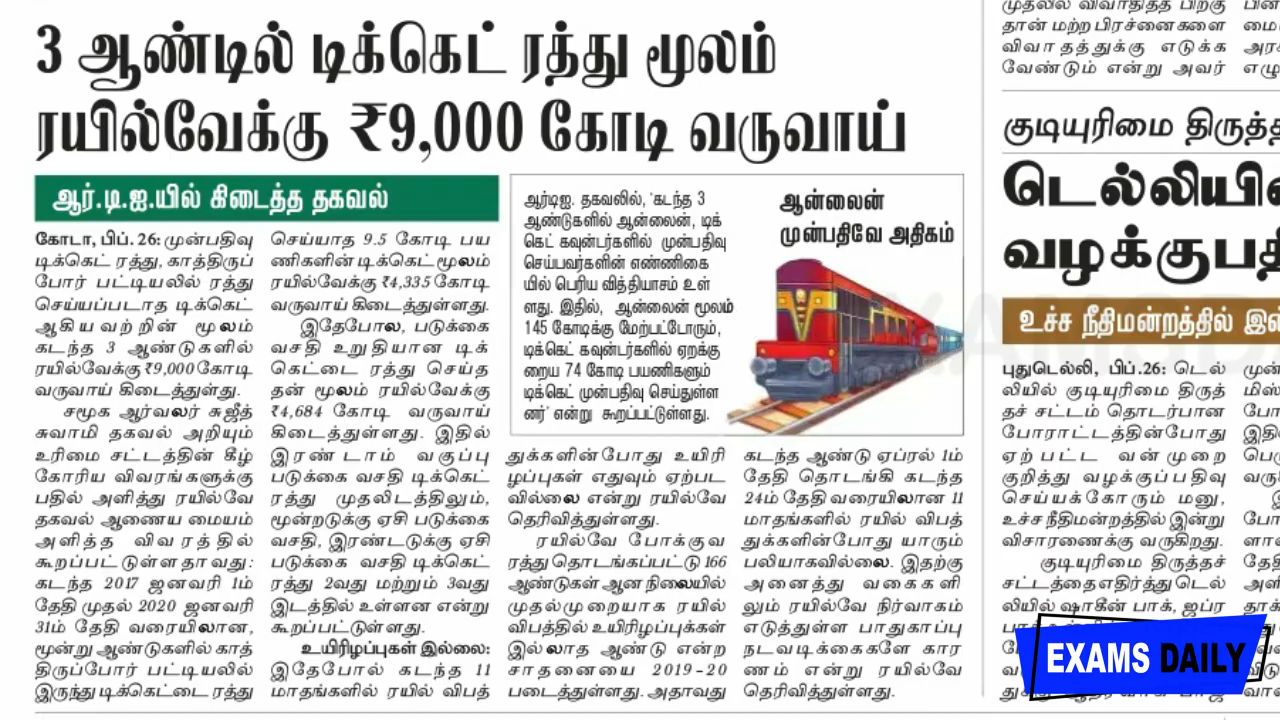 3 ஆண்டில் டிக்கெட் ரத்து மூலம்
ரயில்வேக்கு ₹9,000 கோடி வருவாய்
ஆர்.டி.ஐ.யில் கிடைத்த தகவல்
கோடா, பிப். 26: முன்பதிவு
டிக்கெட் ரத்து, காத்திருப்
போர் பட்டியலில் ரத்து
செய்யப்படாத டிக்கெட்
ஆகியவற்றின் மூலம்
கடந்த 3 ஆண்டுகளில்
ரயில்வேக்கு ₹9,000 கோடி
வருவாய் கிடைத்துள்ளது.
சமூக ஆர்வலர் சுஜீத்
சுவாமி தகவல் அறியும்
உரிமை சட்டத்தின் கீழ்
கோரிய விவரங்களுக்கு
பதில் அளித்து ரயில்வே
தகவல் ஆணைய மையம்
அளித்த விவரத்தில்
கூறப்பட்டுள்ளதாவது:
கடந்த 2017 ஜனவரி 1ம்
தேதி முதல் 2020 ஜனவரி
31ம் தேதி வரையிலான,
மூன்று ஆண்டுகளில் காத்
திருப்போர் பட்டியலில்
இருந்து டிக்கெட்டை ரத்து
செய்யாத 9.5 கோடி பய
ணிகளின் டிக்கெட் மூலம்
ரயில்வேக்கு ₹4,335 கோடி
வருவாய் கிடைத்துள்ளது.
இதேபோல, படுக்கை
வசதி உறுதியான டிக்
கெட்டை ரத்து செய்த
தன் மூலம் ரயில்வேக்கு
₹4,684 கோடி வருவாய்
கிடைத்துள்ளது. இதில்
இரண்டாம் வகுப்பு
படுக்கை வசதி டிக்கெட்
ரத்து முதலிடத்திலும்,
மூன்றடுக்கு ஏசி படுக்கை
வசதி, இரண்டடுக்கு ஏசி
படுக்கை வசதி டிக்கெட்
ரத்து 2வது மற்றும் 3வது
இடத்தில் உள்ளன என்று
கூறப்பட்டுள்ளது.
உயிரிழப்புகள் இல்லை:
இதேபோல் கடந்த 11
மாதங்களில் ரயில் விபத்
ஆர்டிஐ. தகவலில், 'கடந்த 3
ஆண்டுகளில் ஆன்லைன், டிக்
கெட் கவுன்டர்களில் முன்பதிவு
செய்பவர்களின் எண்ணிகை
யில் பெரிய வித்தியாசம் உள்
ளது. இதில், ஆன்லைன் மூலம்
145 கோடிக்கு மேற்பட்டோரும்,
டிக்கெட் கவுன்டர்களில் ஏறக்கு
றைய 74 கோடி பயணிகளும்
டிக்கெட் முன்பதிவு செய்துள்ள
னர்' என்று கூறப்பட்டுள்ளது.
ஆன்லைன்
முன்பதிவே அதிகம்
துக்களின்போது உயிரி
ழப்புகள் எதுவும் ஏற்பட
வில்லை என்று ரயில்வே
தெரிவித்துள்ளது.
ரயில்வே போக்குவ
ரத்து தொடங்கப்பட்டு 166
ஆண்டுகள் ஆன நிலையில்
முதல்முறையாக ரயில்
விபத்தில் உயிரிழப்புக்கள்
இல்லாத ஆண்டு என்ற
சாதனையை 2019-20
படைத்துள்ளது. அதாவது
கடந்த ஆண்டு ஏப்ரல் 1ம்
தேதி தொடங்கி கடந்த
24ம் தேதி வரையிலான 11
மாதங்களில் ரயில் விபத்
துக்களின்போது யாரும்
பலியாகவில்லை. இதற்கு
அனைத்து வகைகளி
லும் ரயில்வே நிர்வாகம்
எடுத்துள்ள பாதுகாப்பு
நடவடிக்கைகளே கார
ணம் என்று ரயில்வே
தெரிவித்துள்ளது.
முதலில் விவாதித்த பிறகு
தான் மற்ற பிரச்னைகளை
விவாதத்துக்கு எடுக்க
வேண்டும் என்று அவர்
குடியுரிமை
உச்ச நீதிமன்றத்தில்
புதுடெல்லி, பிப்.26: டெல்
லியில் குடியுரிமை திருத்
தச் சட்டம் தொடர்பான
போராட்டத்தின்போது
ஏற்பட்ட வன்முறை
குறித்து வழக்குப்பதிவு
செய்யக்கோரும் மனு,
உச்ச நீதிமன்றத்தில் இன்று
விசாரணைக்கு வருகிறது.
குடியுரிமை திருத்தச்
சட்டத்தை எதிர்த்து டெல்
லியில் ஷாகீன் பாக், ஜப்ர
EXAMS DAILY